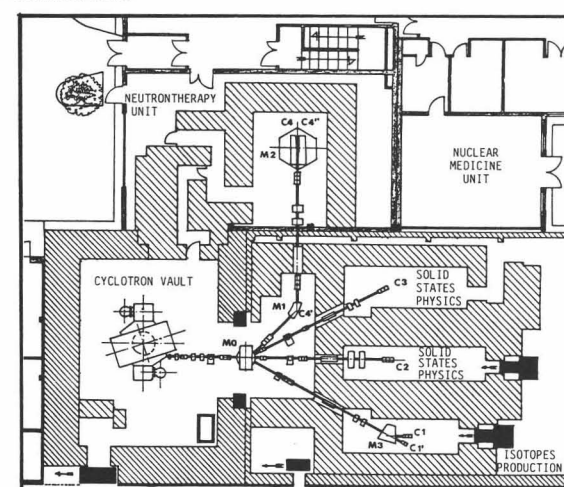 NEUTRONTHERAPY
UNIT
C4 C4"
M2
NUCLEAR
MEDICINE
UNIT
CYCLOTRON VAULT
M1
C4'
C3
SOLID
STATES
PHYSICS
M0
SOLID
STATES
PHYSICS
C2
M3
C1
C1'
ISOTOPES
PRODUCTION